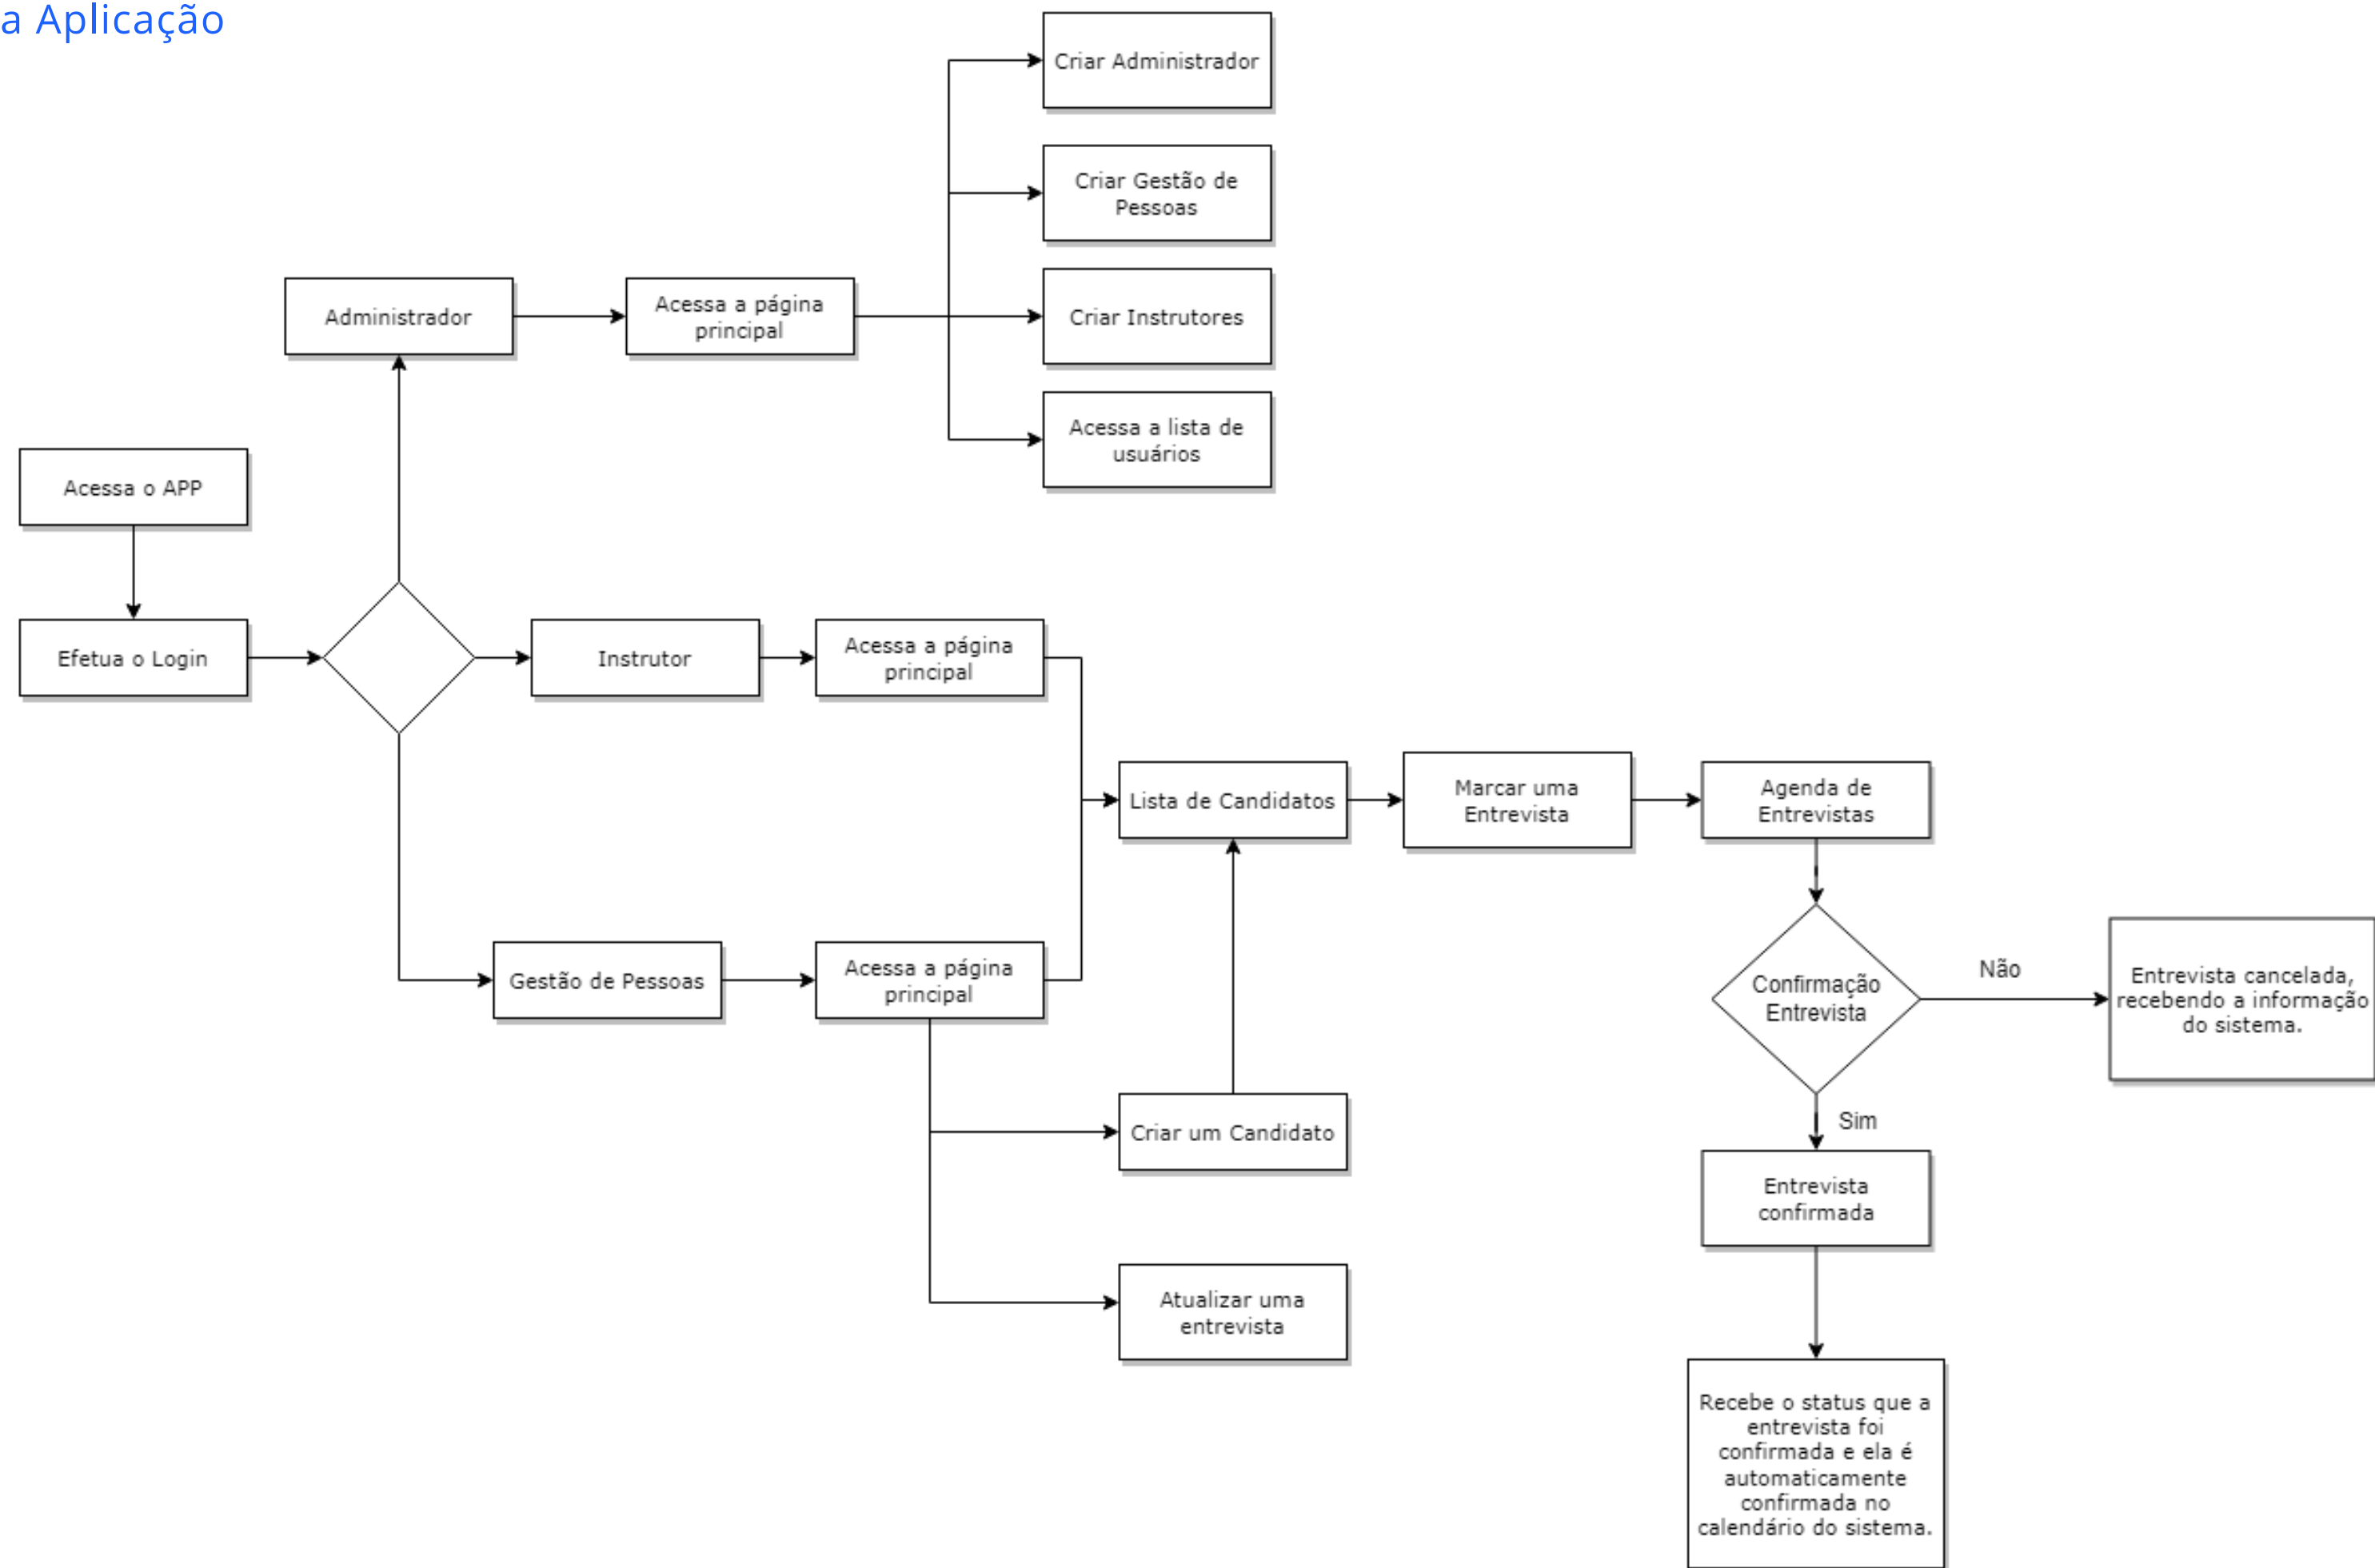 a Aplicação
Criar Administrador
Criar Gestão de
Pessoas
Administrador
Acessa a página
principal
Criar Instrutores
Acessa a lista de
usuários
Acessa o APP
Efetua o Login
Instrutor
Acessa a página
principal
Lista de Candidatos
Marcar uma
Entrevista
Agenda de
Entrevistas
Gestão de Pessoas
Acessa a página
principal
Confirmação
Entrevista
Não
Entrevista cancelada,
recebendo a informação
do sistema.
Criar um Candidato
Sim
Entrevista
confirmada
Atualizar uma
entrevista
Recebe o status que a
entrevista foi
confirmada e ela é
automaticamente
confirmada no
calendário do sistema.